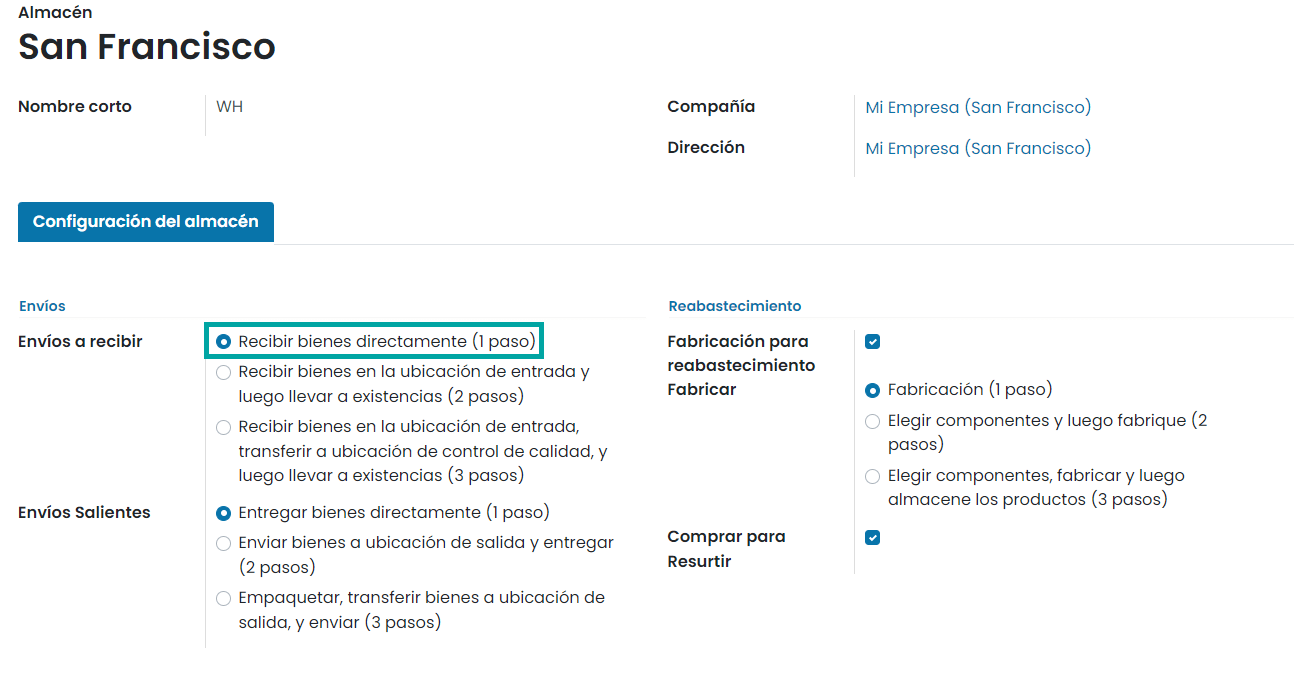 Almacén
San Francisco
Nombre corto
WH
Compañía
Mi Empresa (San Francisco)
Dirección
Mi Empresa (San Francisco)
Configuración del almacén
Envíos
Envíos a recibir
Recibir bienes directamente (1 paso)
Recibir bienes en la ubicación de entrada y
luego llevar a existencias (2 pasos)
Recibir bienes en la ubicación de entrada,
transferir a ubicación de control de calidad, y
luego llevar a existencias (3 pasos)
Envíos Salientes
Entregar bienes directamente (1 paso)
Enviar bienes a ubicación de salida y entregar
(2 pasos)
Empaquetar, transferir bienes a ubicación de
salida, y enviar (3 pasos)
Reabastecimiento
Fabricación para
reabastecimiento
Fabricar
Fabricación (1 paso)
Elegir componentes y luego fabrique (2
pasos)
Elegir componentes, fabricar y luego
almacene los productos (3 pasos)
Comprar para
Resurtir